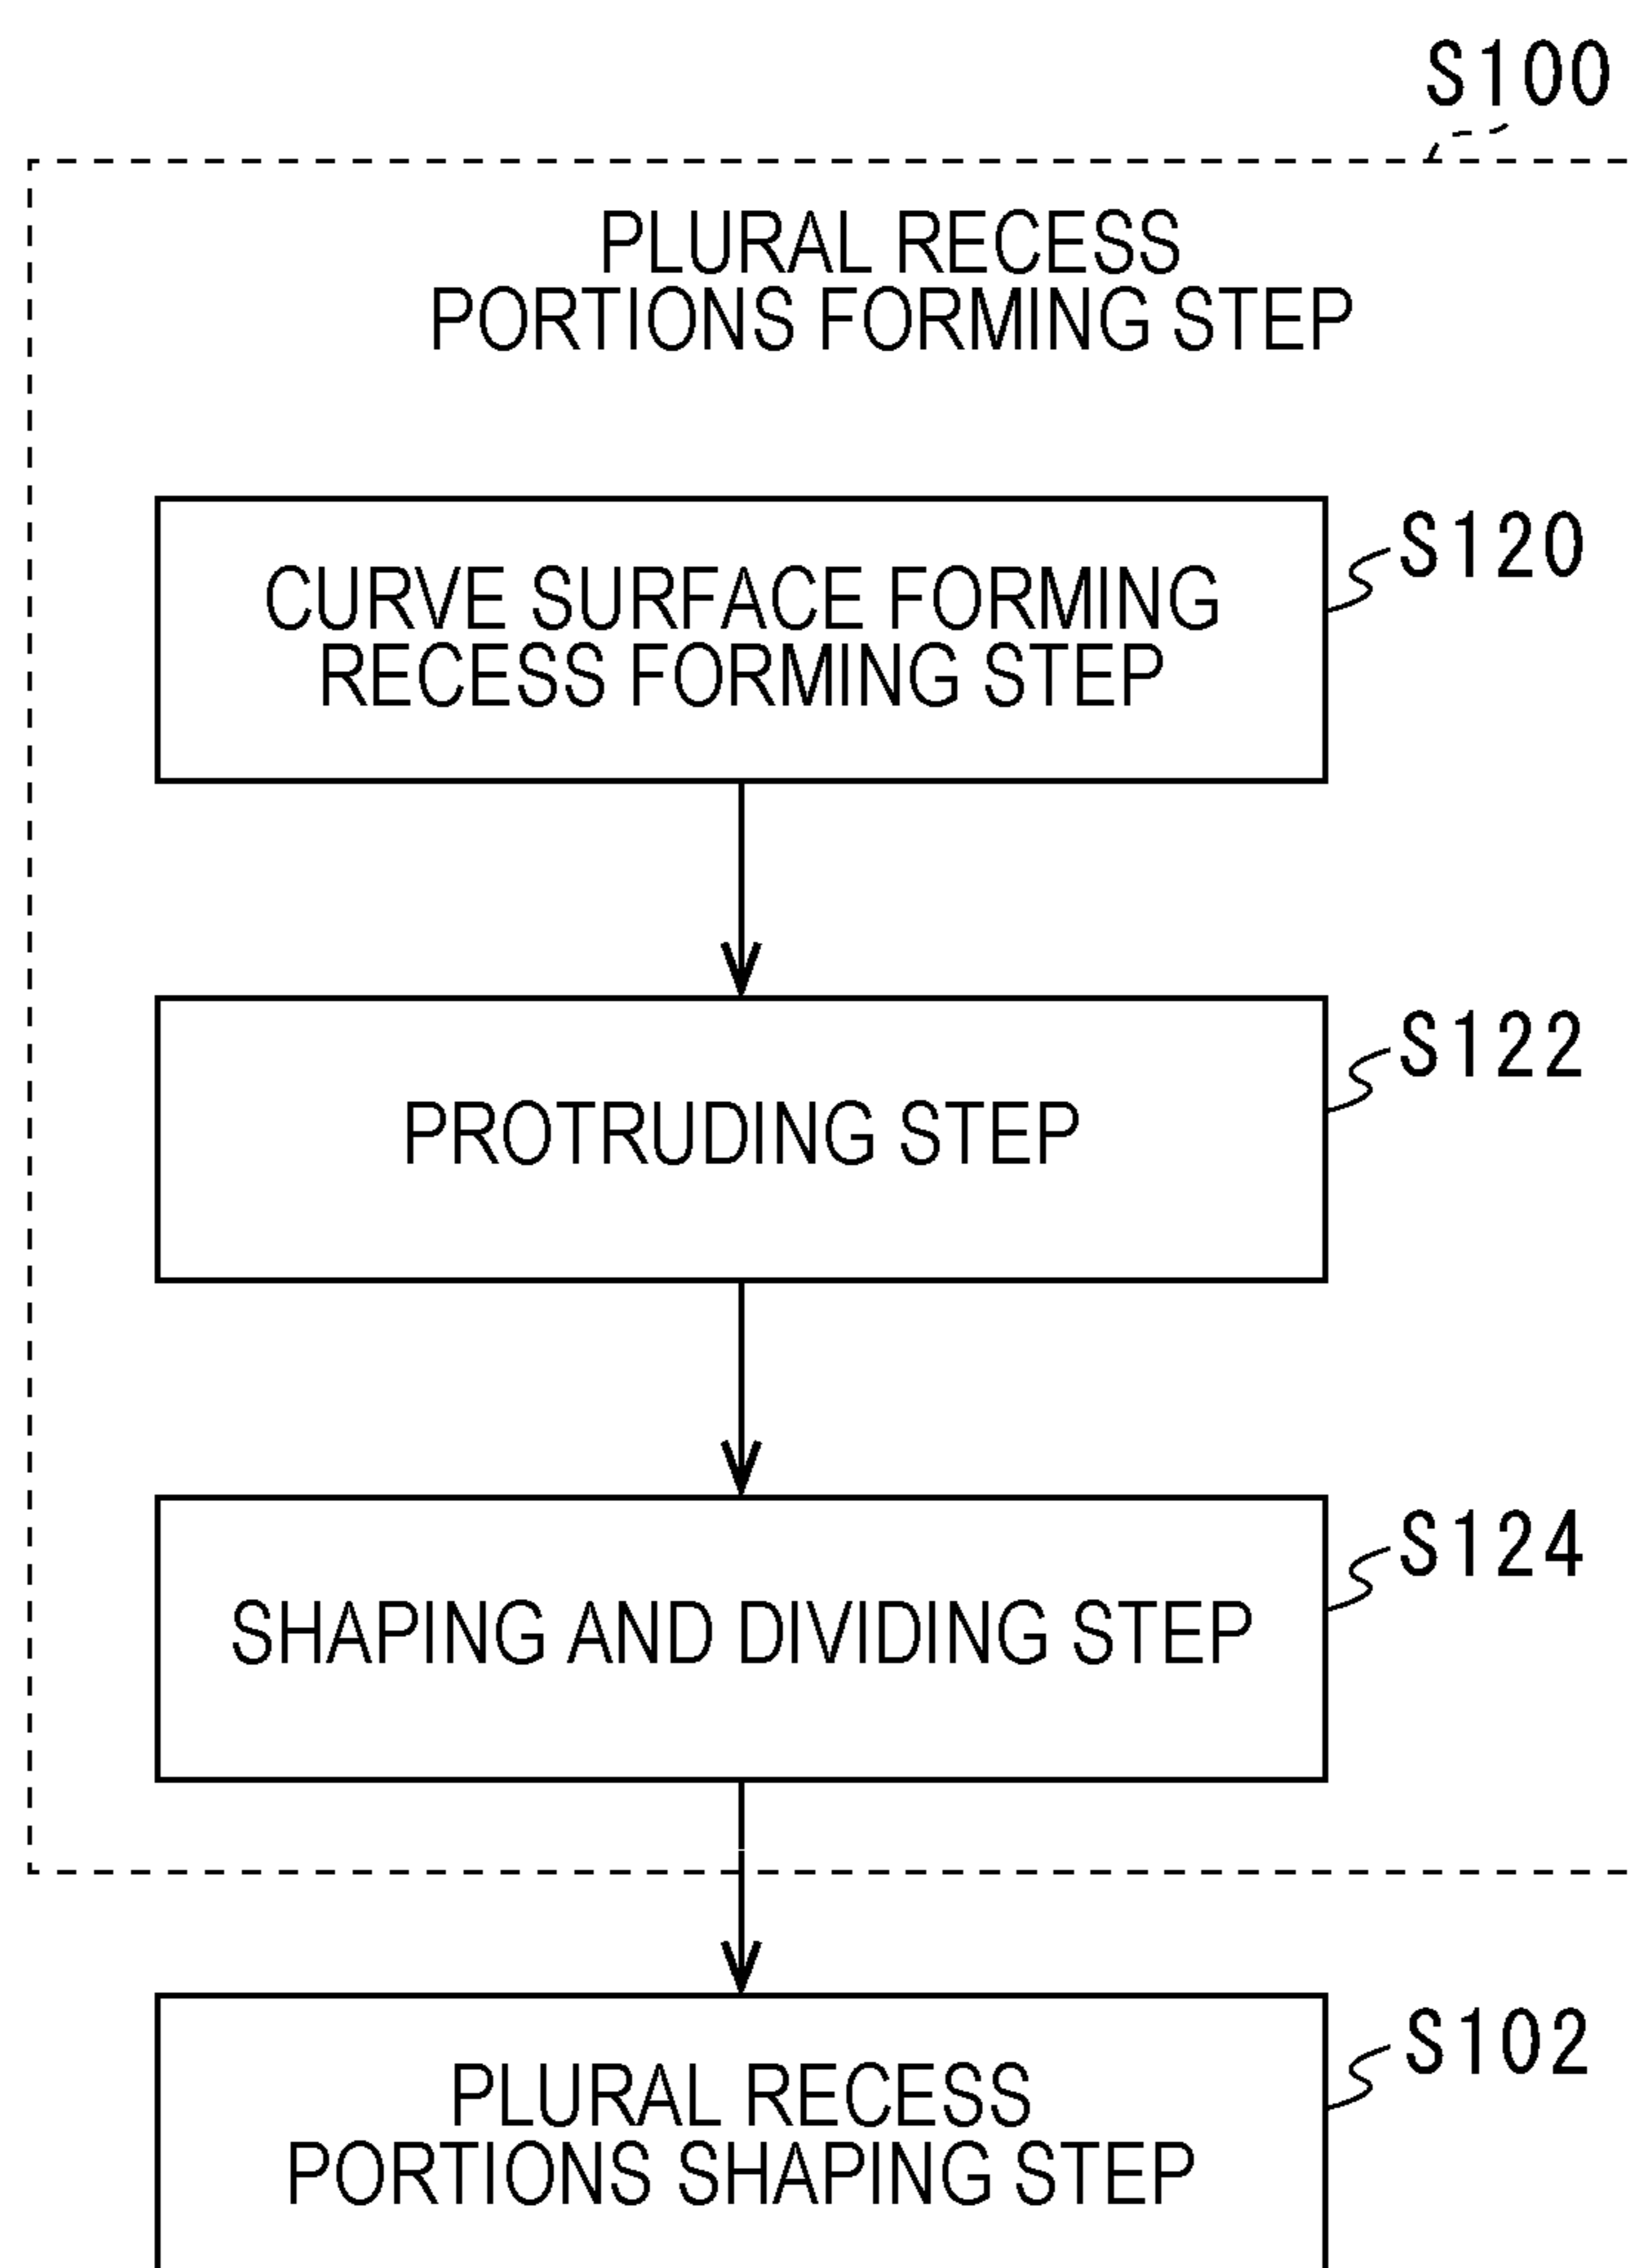 S100
PLURAL RECESS
PORTIONS FORMING STEP
CURVE SURFACE FORMING
RECESS FORMING STEP
S120
PROTRUDING STEP
S122
SHAPING AND DIVIDING STEP
S124
PLURAL RECESS
PORTIONS SHAPING STEP
S102